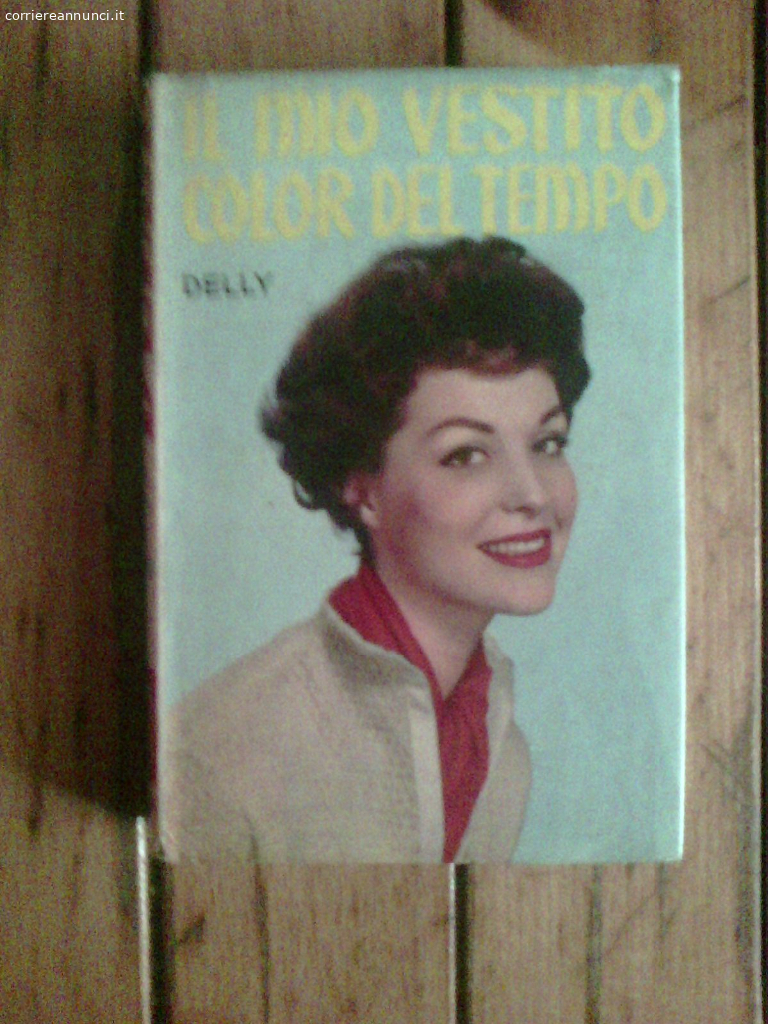 corriereannunci.it
IL MIO VESTITO
COLOR DEL TEMPO
DELLY